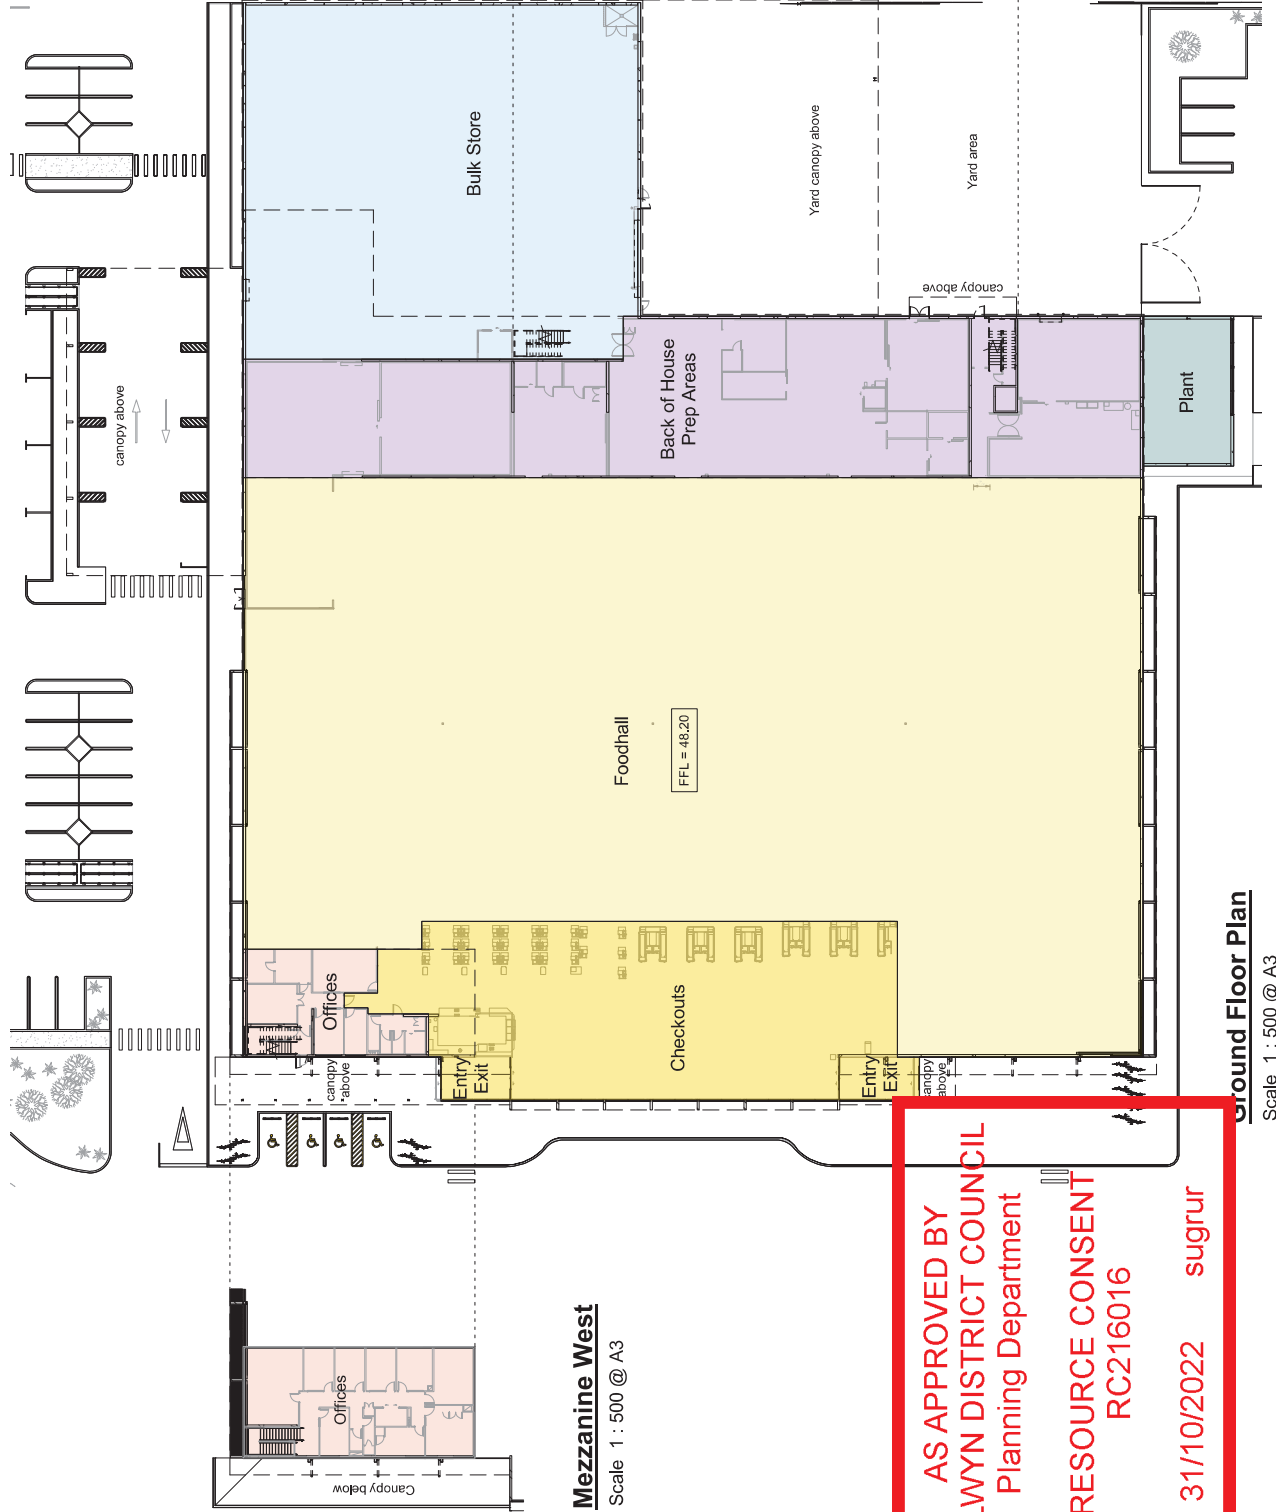 Bulk Store
Yard canopy above
Yard area
canopy above
canopy above
Back of House
Prep Areas
Plant
Foodhall
FFL = 48.20
Offices
Checkouts
Entry
Exit
Entry
Exit
canopy
above
canopy
above
Ground Floor Plan
Scale 1 : 500 @ A3
Offices
Canopy below
Mezzanine West
Scale 1 : 500 @ A3
AS APPROVED BY
LWYN DISTRICT COUNCIL
Planning Department
RESOURCE CONSENT
RC216016
31/10/2022 sugrur